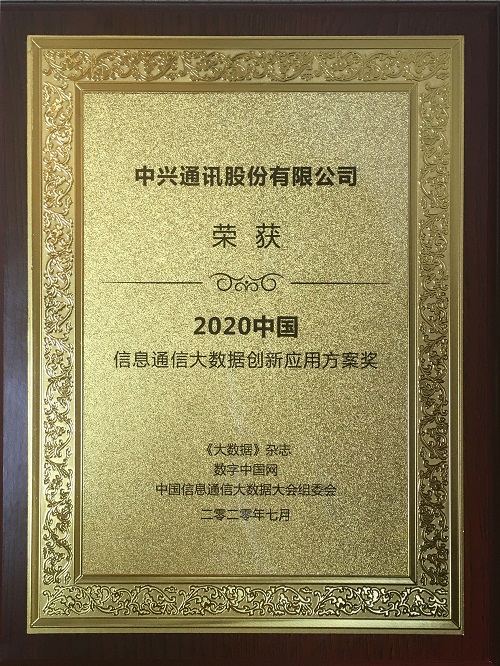 中兴通讯股份有限公司
荣获
2020中国
信息通信大数据创新应用方案奖
《大数据》杂志
数字中国网
中国信息通信大数据大会组委会
二零二零年七月